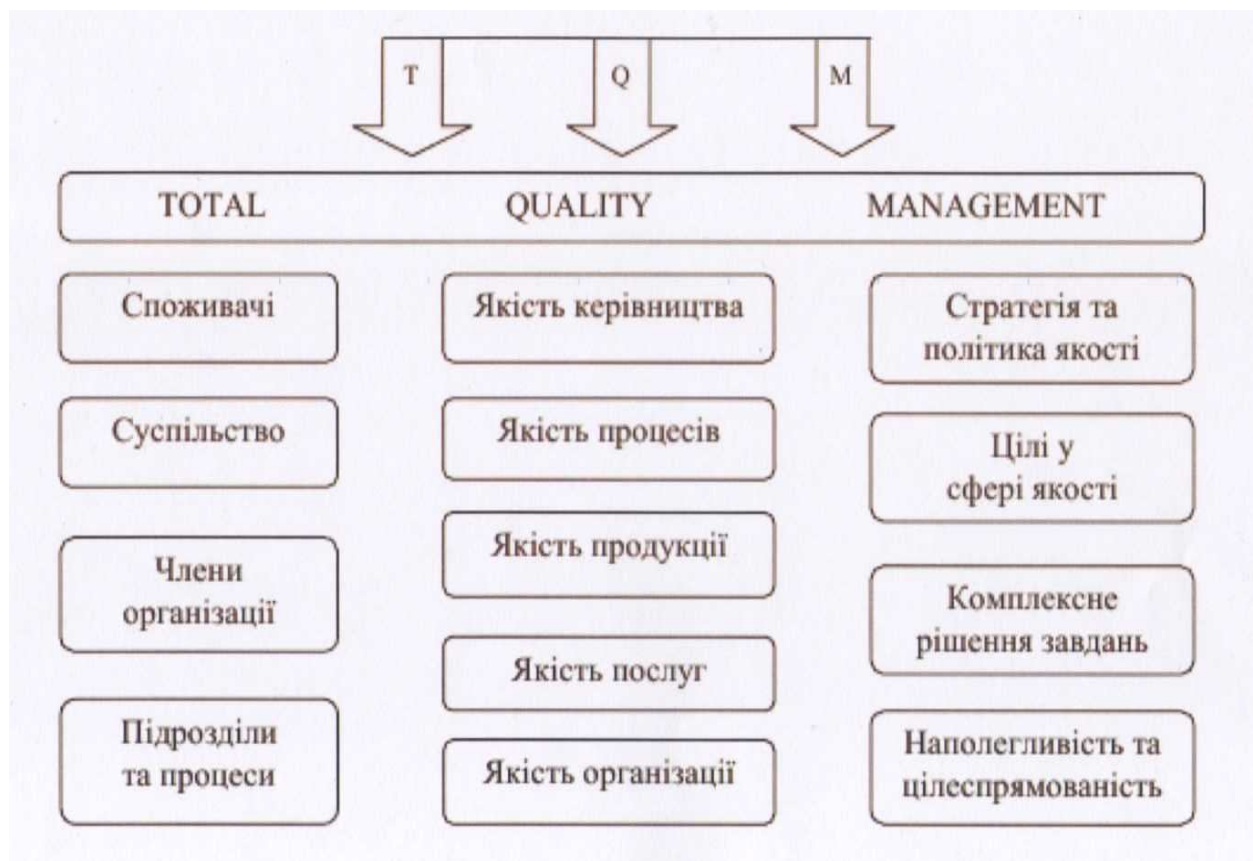 T Q M
TOTAL QUALITY MANAGEMENT
Споживачі
Суспільство
Члени
організації
Підрозділи
та процеси
Якість керівництва
Якість процесів
Якість продукції
Якість послуг
Якість організації
Стратегія та
політика якості
Цілі у
сфері якості
Комплексне
рішення завдань
Наполегливість та
цілеспрямованість